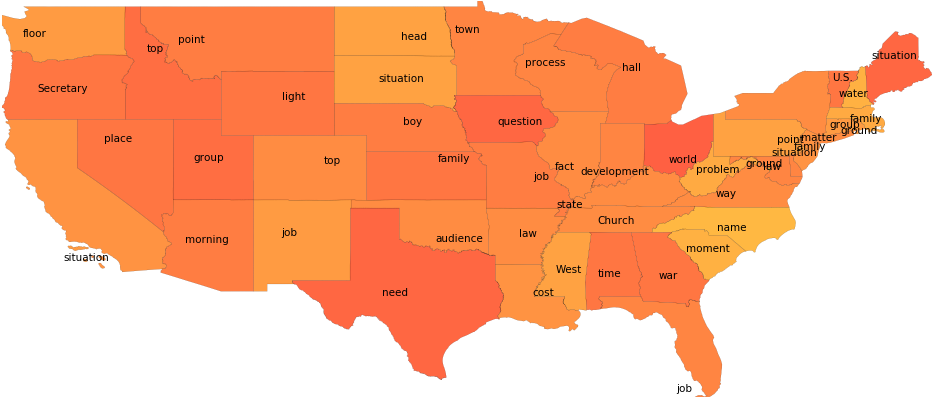 floor
top
point
head
town
situation
process
hall
U.S.
Secretary
light
situation
water
boy
question
family
group
ground
place
group
top
family
job
fact
development
world
problem
ground
law
point
matter
family
situation
way
state
Church
name
morning
job
audience
law
moment
situation
West
time
war
need
cost
job